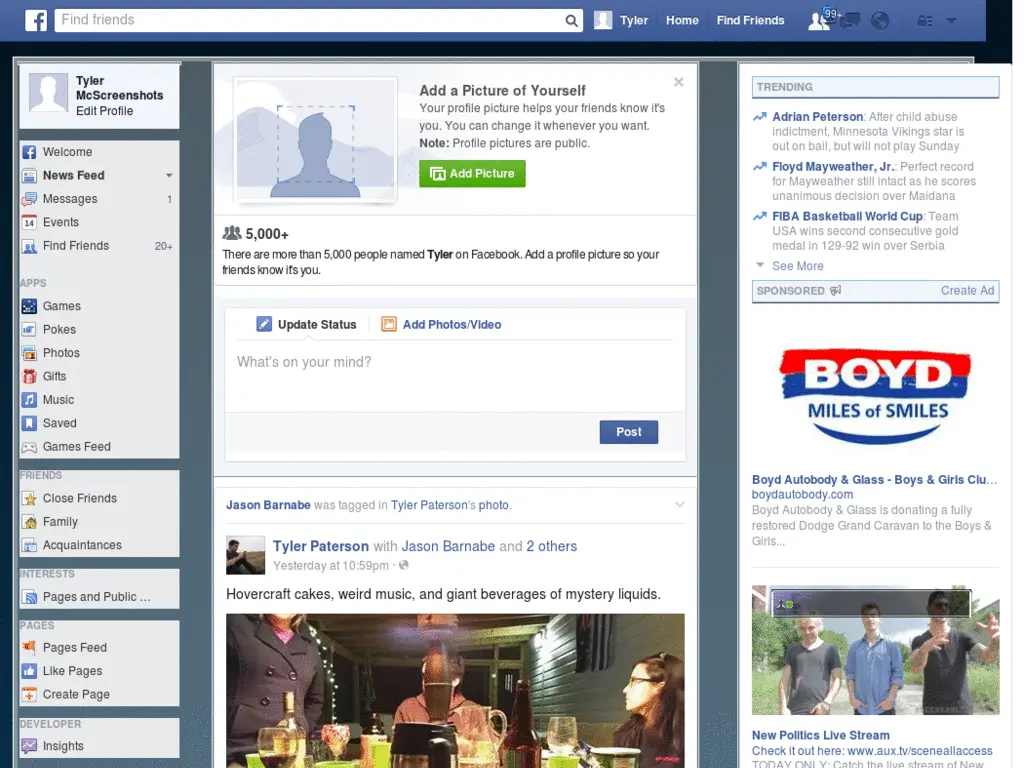 Find friends
Tyler
Home
Find Friends
99+
Tyler
McScreenshots
Edit Profile
Welcome
News Feed
Messages 1
14 Events
Find Friends 20+
APPS
Games
Pokes
Photos
Gifts
Music
Saved
Games Feed
FRIENDS
Close Friends
Family
Acquaintances
INTERESTS
Pages and Public ...
PAGES
Pages Feed
Like Pages
Create Page
DEVELOPER
Insights
Add a Picture of Yourself
Your profile picture helps your friends know it's
you. You can change it whenever you want.
Note: Profile pictures are public.
Add Picture
5,000+
There are more than 5,000 people named Tyler on Facebook. Add a profile picture so your
friends know it's you.
Update Status
Add Photos/Video
What's on your mind?
Post
Jason Barnabe was tagged in Tyler Paterson's photo.
Tyler Paterson with Jason Barnabe and 2 others
Yesterday at 10:59pm ·
Hovercraft cakes, weird music, and giant beverages of mystery liquids.
TRENDING
Adrian Peterson: After child abuse
indictment, Minnesota Vikings star is
out on bail, but will not play Sunday
Floyd Mayweather, Jr.: Perfect record
for Mayweather still intact as he scores
unanimous decision over Maidana
FIBA Basketball World Cup: Team
USA wins second consecutive gold
medal in 129-92 win over Serbia
See More
SPONSORED
Create Ad
BOYD
MILES of SMILES
Boyd Autobody & Glass - Boys & Girls Clu...
boydautobody.com
Boyd Autobody & Glass is donating a fully
restored Dodge Grand Caravan to the Boys &
Girls...
New Politics Live Stream
Check it out here: www.aux.tv/sceneallaccess
TODAY ONLY: Catch the live stream of New